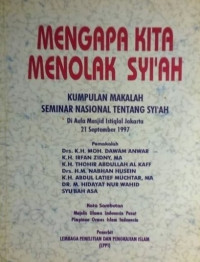 MENGAPA KITA
MENOLAK SYI'AH
KUMPULAN MAKALAH
SEMINAR NASIONAL TENTANG SYI'AH
Di Aula Masjid Istiqlal Jakarta
21 September 1997
Pemakalah
Drs. K.H. MOH. DAWAM ANWAR
K.H. IRFAN ZIDNY, MA
K.H. THOHIR ABDULLAH AL KAFF
Drs. H.M. NABHAN HUSEIN
K.H. ABDUL LATIEF MUCHTAR, MA
DR. M. HIDAYAT NUR WAHID
SYU'BAH ASA
Kata Sambutan
Majelis Ulama Indonesia Pusat
Pimpinan Ormas Islam Indonesia
Penerbit
LEMBAGA PENELITIAN DAN PENGKAJIAN ISLAM
(LPPI)